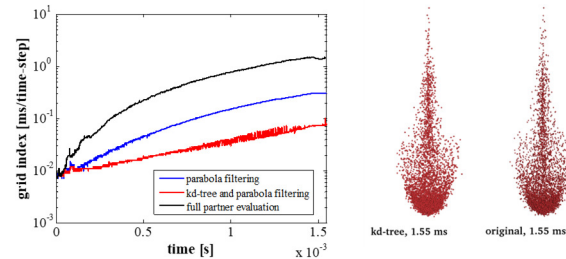 grid index [ms/time-step]
10^1
10^0
10^-1
10^-2
10^-3
parabola filtering
kd-tree and parabola filtering
full partner evaluation
0
0.5
1
1.5
x 10^-3
time [s]
kd-tree, 1.55 ms
original, 1.55 ms